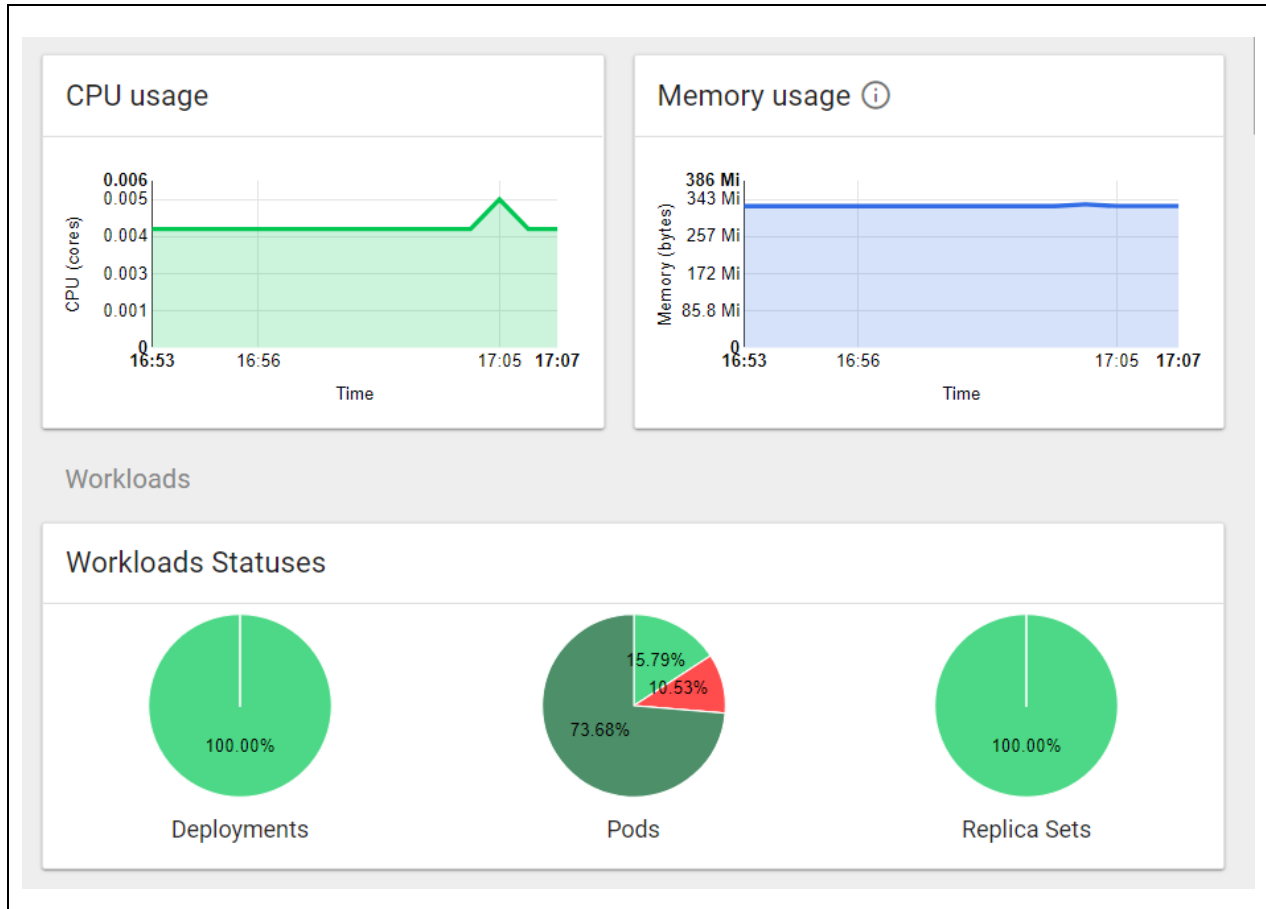 CPU usage
CPU (cores)
0.006
0.005
0.004
0.003
0.001
0
16:53 16:56 17:05 17:07
Time
Memory usage
Memory (bytes)
386 Mi
343 Mi
257 Mi
172 Mi
85.8 Mi
0
16:53 16:56 17:05 17:07
Time
Workloads
Workloads Statuses
100.00%
Deployments
15.79%
10.53%
73.68%
Pods
100.00%
Replica Sets